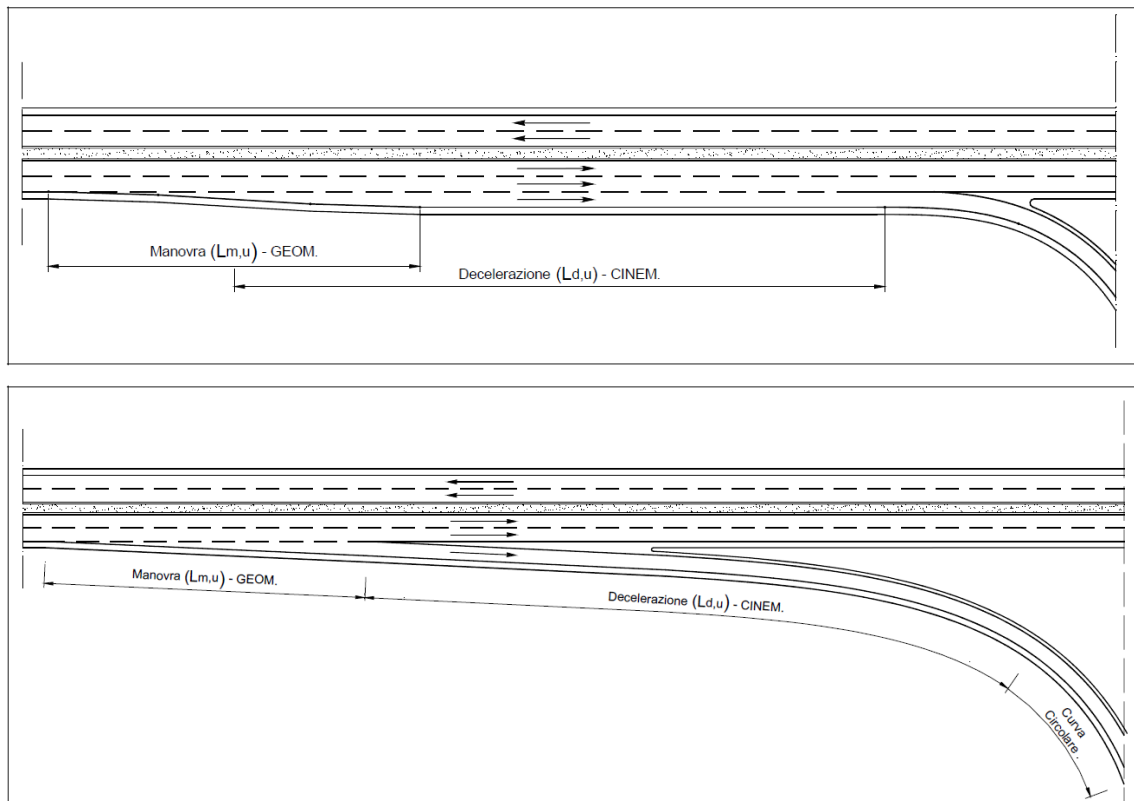 Manovra (Lm,u) - GEOM.
Decelerazione (Ld,u) - CINEM.
Manovra (Lm,u) - GEOM.
Decelerazione (Ld,u) - CINEM.
Curva
Circolare .